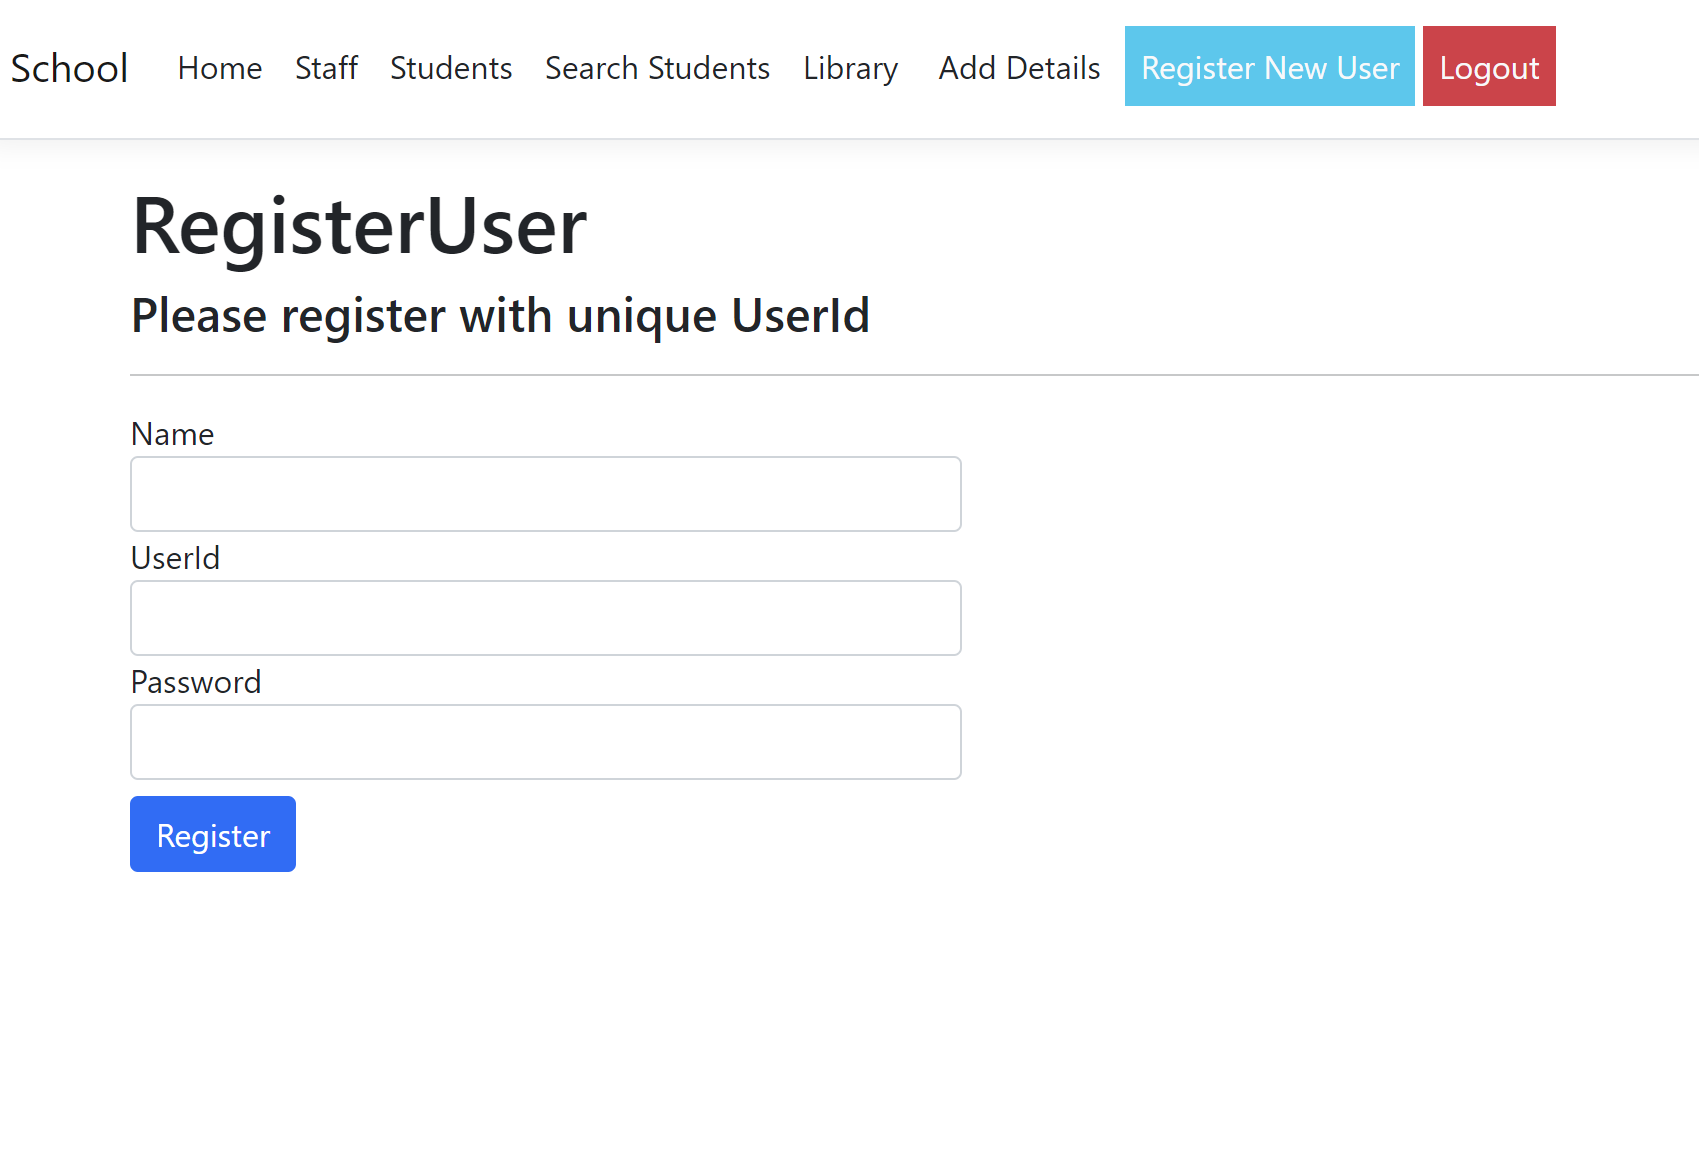 School Home Staff Students Search Students Library Add Details Register New User Logout
RegisterUser
Please register with unique UserId
Name
UserId
Password
Register